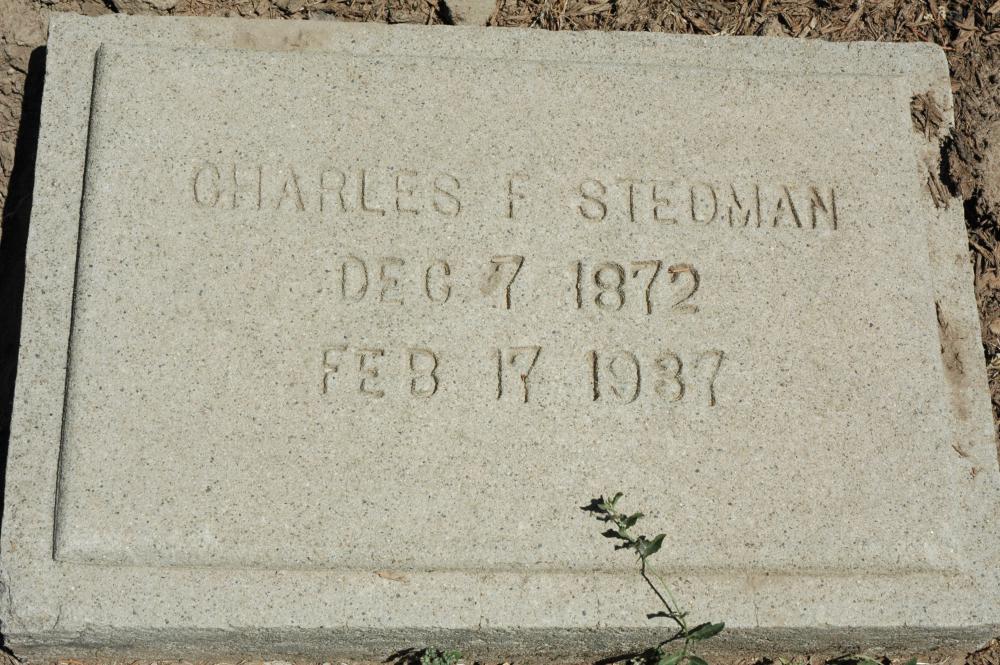 CHARLES F STEDMAN
DEC 7 1872
FEB 17 1937